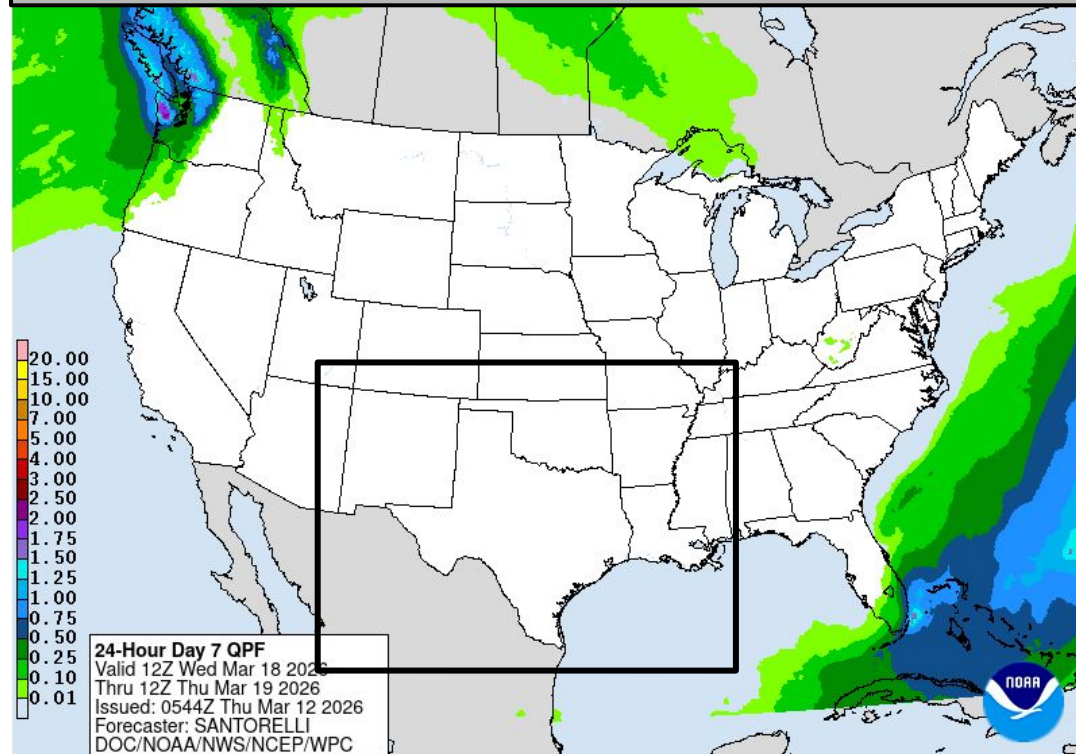 20.00
15.00
10.00
7.00
5.00
4.00
3.00
2.50
2.00
1.75
1.50
1.25
1.00
0.75
0.50
0.25
0.10
0.01
24-Hour Day 7 QPF
Valid 12Z Wed Mar 18 2026
Thru 12Z Thu Mar 19 2026
Issued: 0544Z Thu Mar 12 2026
Forecaster: SANTORELLI
DOC/NOAA/NWS/NCEP/WPC
NOAA